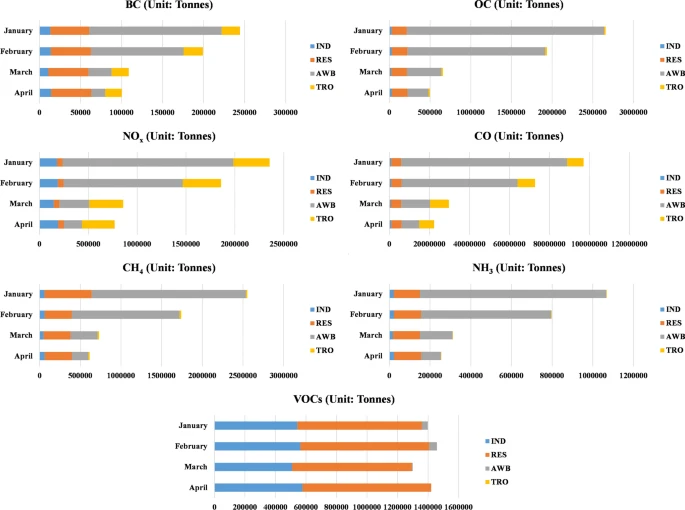 BC (Unit: Tonnes)
January
February
March
April
0 50000 100000 150000 200000 250000 300000
IND
RES
AWB
TRO
OC (Unit: Tonnes)
January
February
March
April
0 500000 1000000 1500000 2000000 2500000 3000000
IND
RES
AWB
TRO
NOx (Unit: Tonnes)
January
February
March
April
0 500000 1000000 1500000 2000000 2500000
IND
RES
AWB
TRO
CO (Unit: Tonnes)
January
February
March
April
0 20000000 40000000 60000000 80000000 100000000 120000000
IND
RES
AWB
TRO
CH4 (Unit: Tonnes)
January
February
March
April
0 500000 1000000 1500000 2000000 2500000 3000000
IND
RES
AWB
TRO
NH3 (Unit: Tonnes)
January
February
March
April
0 200000 400000 600000 800000 1000000 1200000
IND
RES
AWB
TRO
VOCs (Unit: Tonnes)
January
February
March
April
0 200000 400000 600000 800000 1000000 1200000 1400000 1600000
IND
RES
AWB
TRO